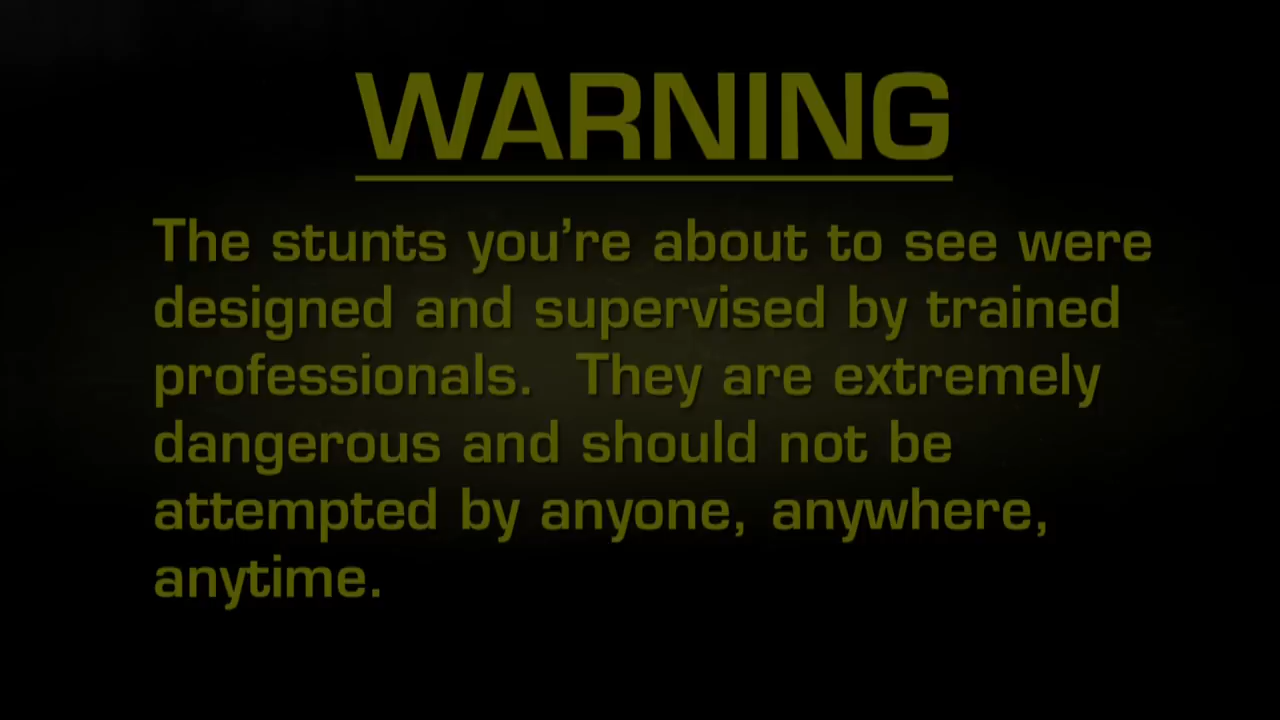 WARNING
The stunts you’re about to see were
designed and supervised by trained
professionals.  They are extremely
dangerous and should not be
attempted by anyone, anywhere,
anytime.